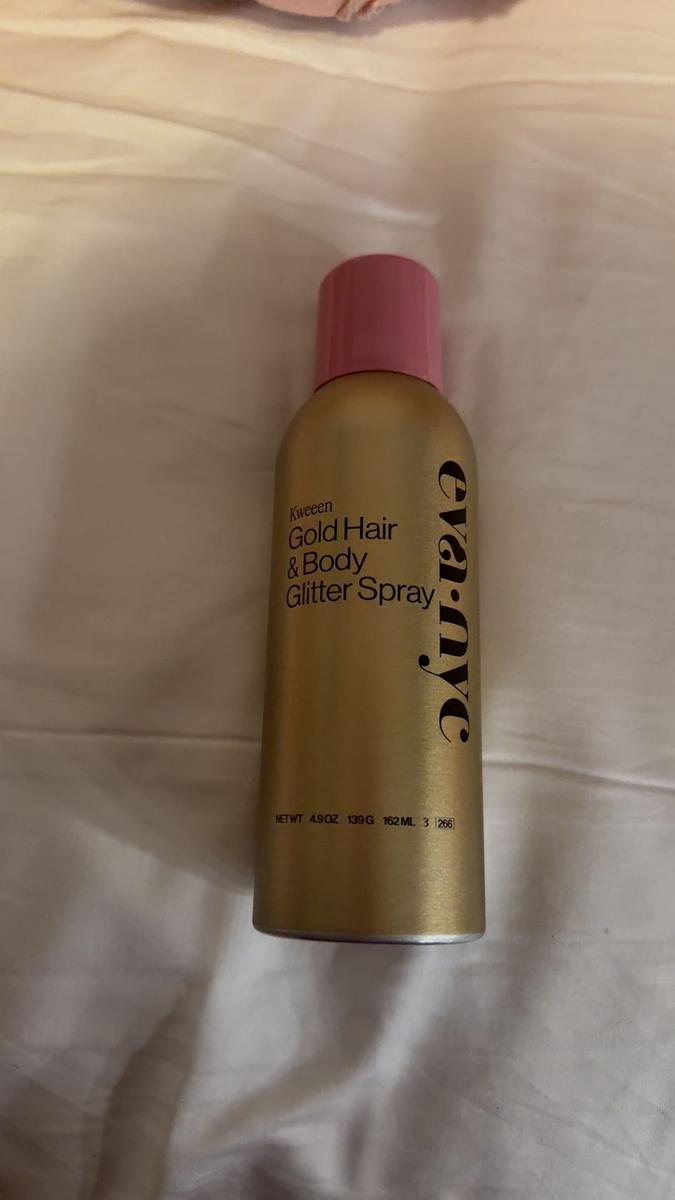 Kweeen
Gold Hair
& Body
Glitter Spray
eva·nyc
NET WT 4.9 OZ 139 G 162 ML 3 266